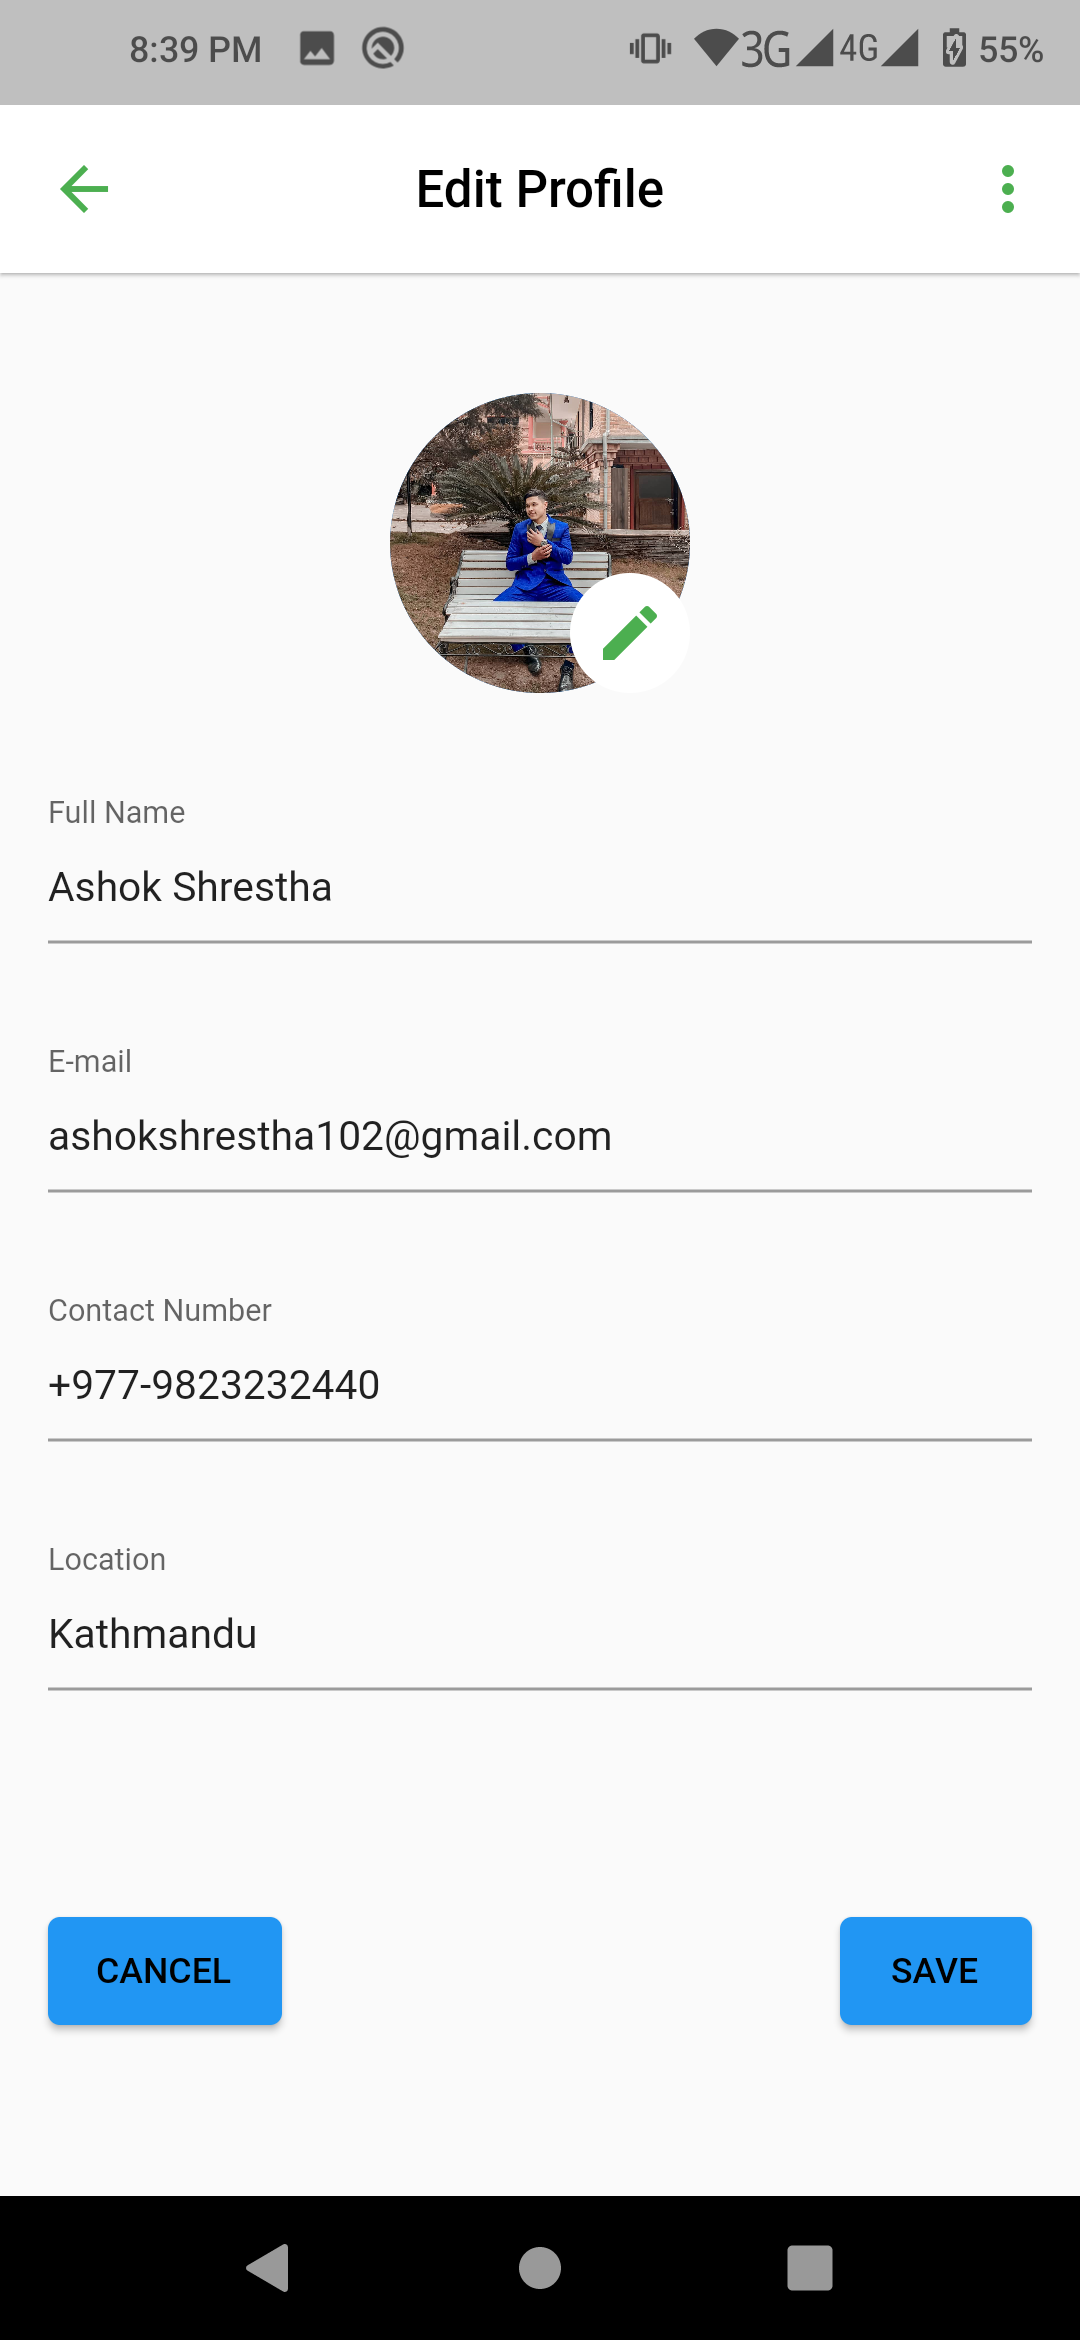 8:39 PM 3G 4G 55%
Edit Profile
Full Name
Ashok Shrestha
E-mail
ashokshrestha102@gmail.com
Contact Number
+977-9823232440
Location
Kathmandu
CANCEL SAVE